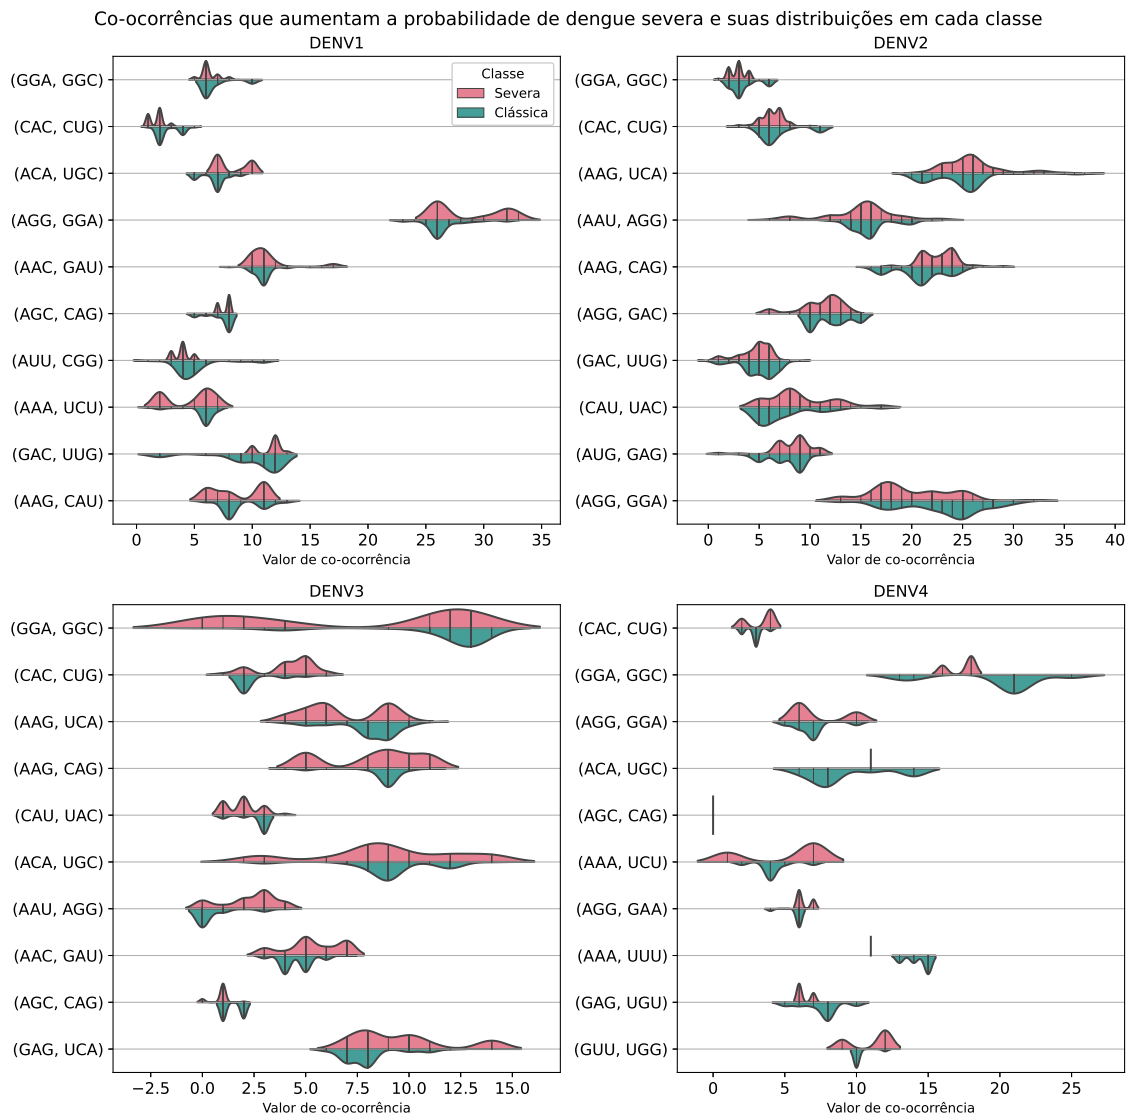 Co-ocorrências que aumentam a probabilidade de dengue severa e suas distribuições em cada classe
DENV1
(GGA, GGC)
(CAC, CUG)
(ACA, UGC)
(AGG, GGA)
(AAC, GAU)
(AGC, CAG)
(AUU, CGG)
(AAA, UCU)
(GAC, UUG)
(AAG, CAU)
Classe
Severa
Clássica
0 5 10 15 20 25 30 35
Valor de co-ocorrência
DENV2
(GGA, GGC)
(CAC, CUG)
(AAG, UCA)
(AAU, AGG)
(AAG, CAG)
(AGG, GAC)
(GAC, UUG)
(CAU, UAC)
(AUG, GAG)
(AGG, GGA)
0 5 10 15 20 25 30 35 40
Valor de co-ocorrência
DENV3
(GGA, GGC)
(CAC, CUG)
(AAG, UCA)
(AAG, CAG)
(CAU, UAC)
(ACA, UGC)
(AAU, AGG)
(AAC, GAU)
(AGC, CAG)
(GAG, UCA)
−2.5 0.0 2.5 5.0 7.5 10.0 12.5 15.0
Valor de co-ocorrência
DENV4
(CAC, CUG)
(GGA, GGC)
(AGG, GGA)
(ACA, UGC)
(AGC, CAG)
(AAA, UCU)
(AGG, GAA)
(AAA, UUU)
(GAG, UGU)
(GUU, UGG)
0 5 10 15 20 25
Valor de co-ocorrência